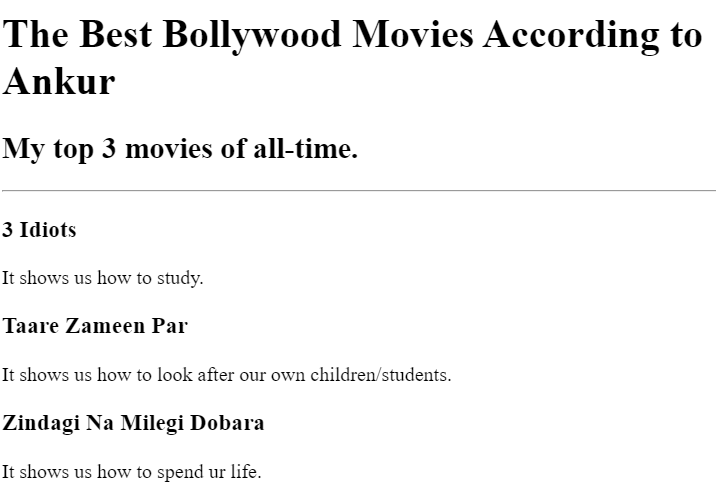 The Best Bollywood Movies According to
Ankur
My top 3 movies of all-time.
3 Idiots
It shows us how to study.
Taare Zameen Par
It shows us how to look after our own children/students.
Zindagi Na Milegi Dobara
It shows us how to spend ur life.